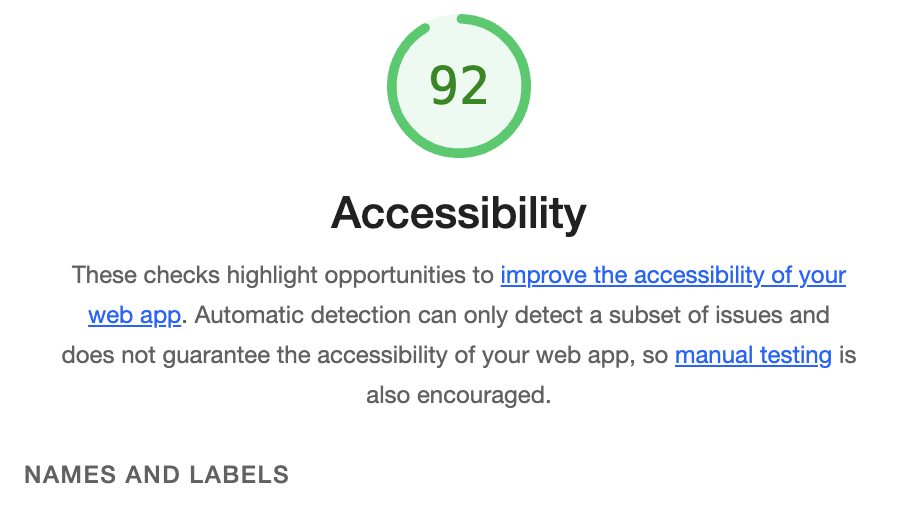 92
Accessibility
These checks highlight opportunities to improve the accessibility of your
web app. Automatic detection can only detect a subset of issues and
does not guarantee the accessibility of your web app, so manual testing is
also encouraged.
NAMES AND LABELS